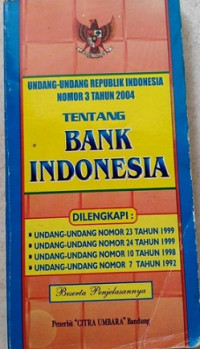 UNDANG-UNDANG REPUBLIK INDONESIA
NOMOR 3 TAHUN 2004
TENTANG
BANK
INDONESIA
DILENGKAPI :
• UNDANG-UNDANG NOMOR 23 TAHUN 1999
• UNDANG-UNDANG NOMOR 24 TAHUN 1999
• UNDANG-UNDANG NOMOR 10 TAHUN 1998
• UNDANG-UNDANG NOMOR 7 TAHUN 1992
Beserta Penjelasannya
Penerbit "CITRA UMBARA" Bandung